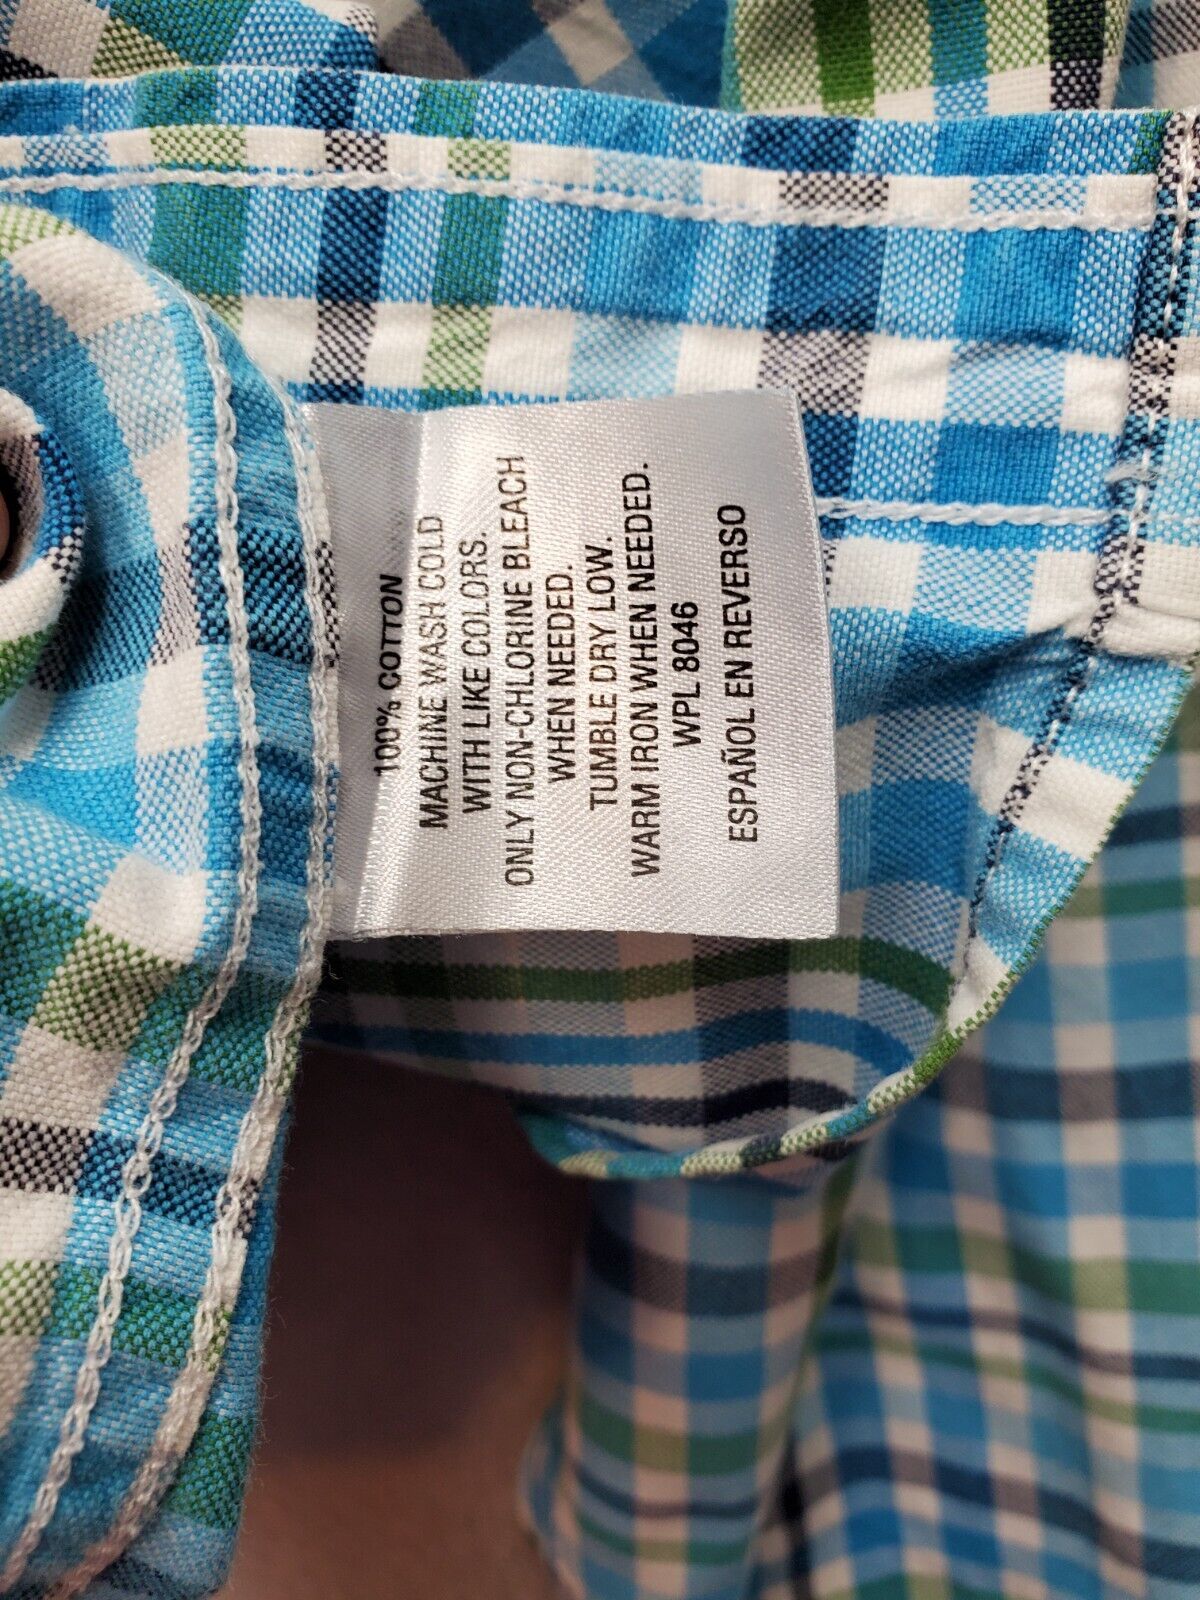 100% COTTON
MACHINE WASH COLD
WITH LIKE COLORS.
ONLY NON-CHLORINE BLEACH
WHEN NEEDED.
TUMBLE DRY LOW.
WARM IRON WHEN NEEDED.
WPL 8046
ESPAÑOL EN REVERSO